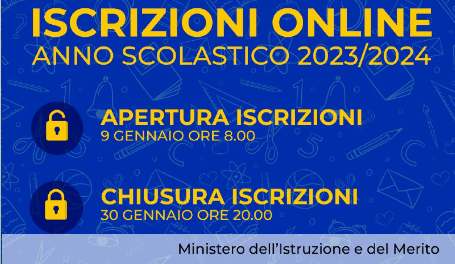 ISCRIZIONI ONLINE
ANNO SCOLASTICO 2023/2024
APERTURA ISCRIZIONI
9 GENNAIO ORE 8.00
CHIUSURA ISCRIZIONI
30 GENNAIO ORE 20.00
Ministero dell'Istruzione e del Merito